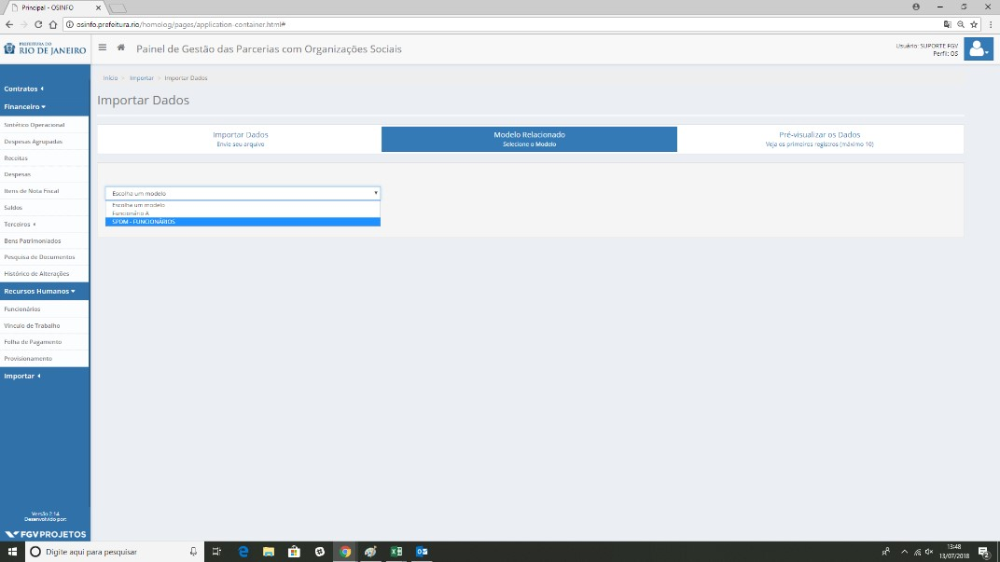 Principal - OSINFO
osinfo.prefeitura.rio/homolog/pages/application-container.html#
PREFEITURA DO
RIO DE JANEIRO
Painel de Gestão das Parcerias com Organizações Sociais
Usuário: SUPORTE FGV
Perfil: OS
Início > Importar > Importar Dados
Importar Dados
Importar Dados
Envie seu arquivo
Modelo Relacionado
Selecione o Modelo
Pré-visualizar os Dados
Veja os primeiros registros (máximo 10)
Escolha um modelo
Escolha um modelo
Funcionário A
SPDM - FUNCIONÁRIOS
Contratos
Financeiro
Sintético Operacional
Despesas Agrupadas
Receitas
Despesas
Itens de Nota Fiscal
Saldos
Terceiros
Bens Patrimoniados
Pesquisa de Documentos
Histórico de Alterações
Recursos Humanos
Funcionários
Vínculo de Trabalho
Folha de Pagamento
Provisionamento
Importar
Versão 2.14
Desenvolvido por:
FGV PROJETOS
Digite aqui para pesquisar
13:48
13/07/2018
2